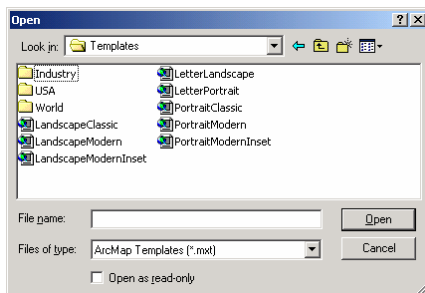 Open
Look in: Templates
Industry
USA
World
LandscapeClassic
LandscapeModern
LandscapeModernInset
LetterLandscape
LetterPortrait
PortraitClassic
PortraitModern
PortraitModernInset
File name:
Open
Files of type: ArcMap Templates (*.mxt)
Cancel
Open as read-only